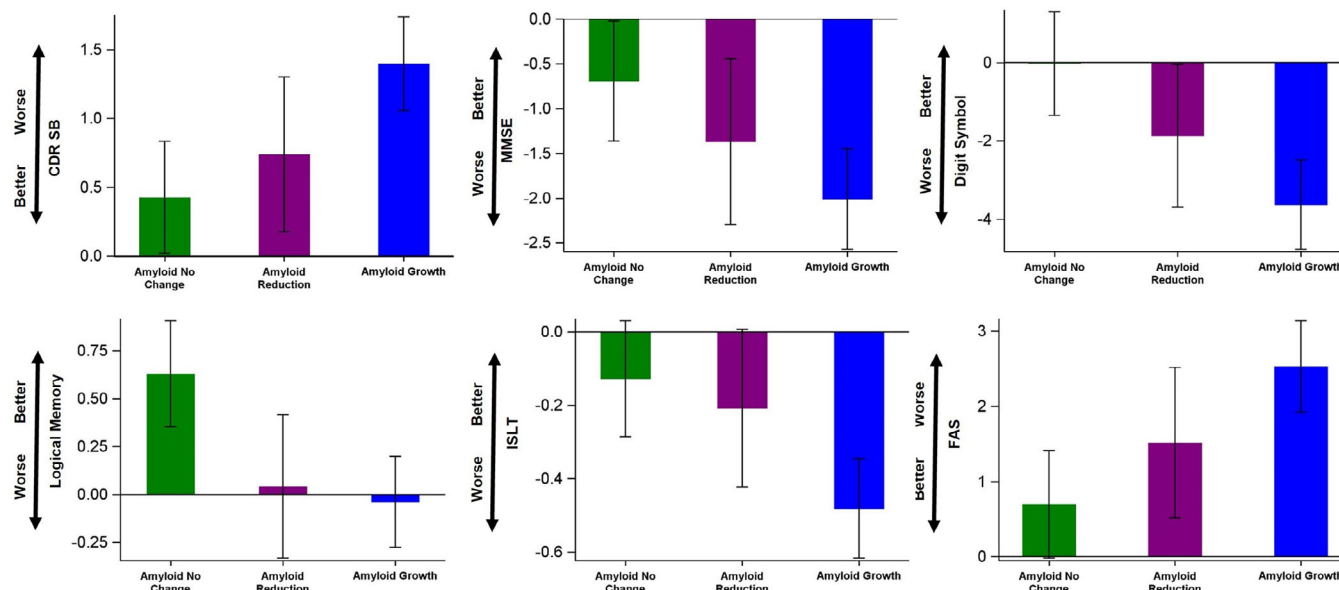 Better Worse
CDR SB
1.5
1.0
0.5
0.0
Amyloid No
Change
Amyloid
Reduction
Amyloid Growth
Worse Better
MMSE
0.0
-0.5
-1.0
-1.5
-2.0
-2.5
Amyloid No
Change
Amyloid
Reduction
Amyloid Growth
Worse Better
Digit Symbol
0
-2
-4
Amyloid No
Change
Amyloid
Reduction
Amyloid Growth
Worse Better
Logical Memory
0.75
0.50
0.25
0.00
-0.25
Amyloid No
Change
Amyloid
Reduction
Amyloid Growth
Worse Better
ISLT
0.0
-0.2
-0.4
-0.6
Amyloid No
Change
Amyloid
Reduction
Amyloid Growth
Better Worse
FAS
3
2
1
0
Amyloid No
Change
Amyloid
Reduction
Amyloid Growth